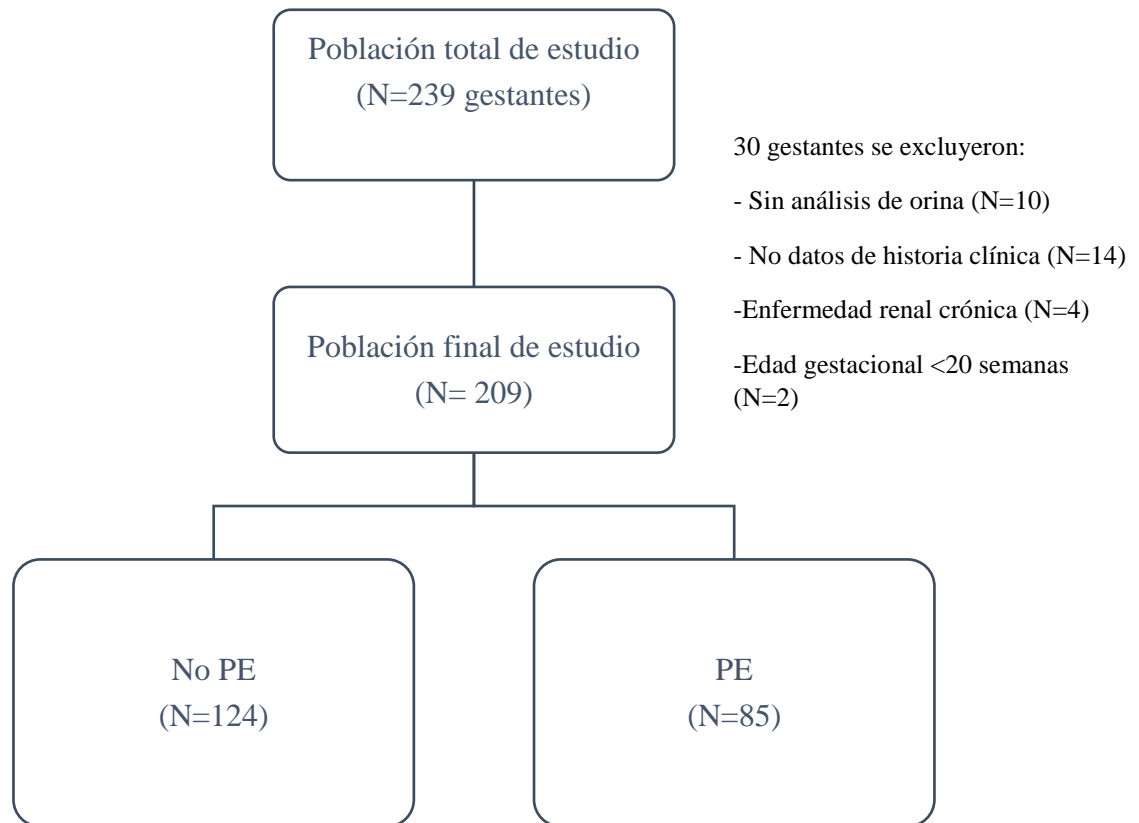 Población total de estudio
(N=239 gestantes)
30 gestantes se excluyeron:
- Sin análisis de orina (N=10)
- No datos de historia clínica (N=14)
-Enfermedad renal crónica (N=4)
-Edad gestacional <20 semanas
(N=2)
Población final de estudio
(N= 209)
No PE
(N=124)
PE
(N=85)